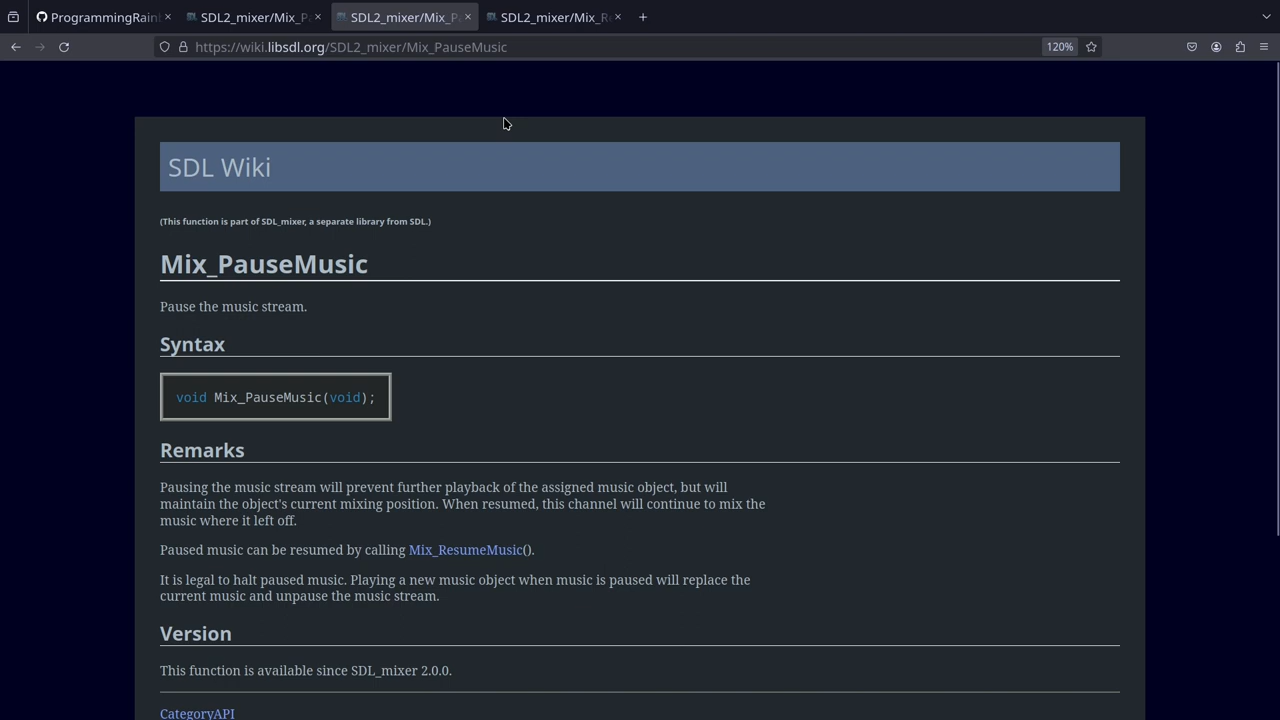 ProgrammingRain
SDL2_mixer/Mix_P
SDL2_mixer/Mix_P
SDL2_mixer/Mix_R
https://wiki.libsdl.org/SDL2_mixer/Mix_PauseMusic
120%
SDL Wiki
(This function is part of SDL_mixer, a separate library from SDL.)
Mix_PauseMusic
Pause the music stream.
Syntax
void Mix_PauseMusic(void);
Remarks
Pausing the music stream will prevent further playback of the assigned music object, but will
maintain the object's current mixing position. When resumed, this channel will continue to mix the
music where it left off.
Paused music can be resumed by calling Mix_ResumeMusic().
It is legal to halt paused music. Playing a new music object when music is paused will replace the
current music and unpause the music stream.
Version
This function is available since SDL_mixer 2.0.0.
CategoryAPI